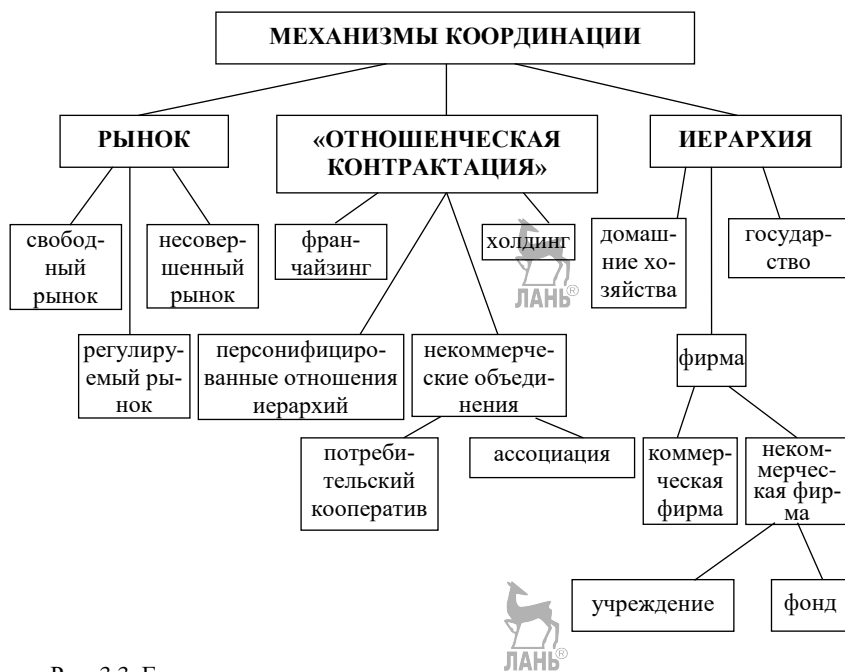 МЕХАНИЗМЫ КООРДИНАЦИИ
РЫНОК
«ОТНОШЕНЧЕСКАЯ
КОНТРАКТАЦИЯ»
ИЕРАРХИЯ
свобод-
ный
рынок
несовер-
шенный
рынок
фран-
чайзинг
холдинг
домаш-
ние хо-
зяйства
государ-
ство
ЛАНЬ®
регулиру-
емый ры-
нок
персонифициро-
ванные отношения
иерархий
некоммерче-
ские объеди-
нения
фирма
потреби-
тельский
кооператив
ассоциация
коммер-
ческая
фирма
неком-
мерчес-
кая фир-
ма
учреждение
фонд
ЛАНЬ®